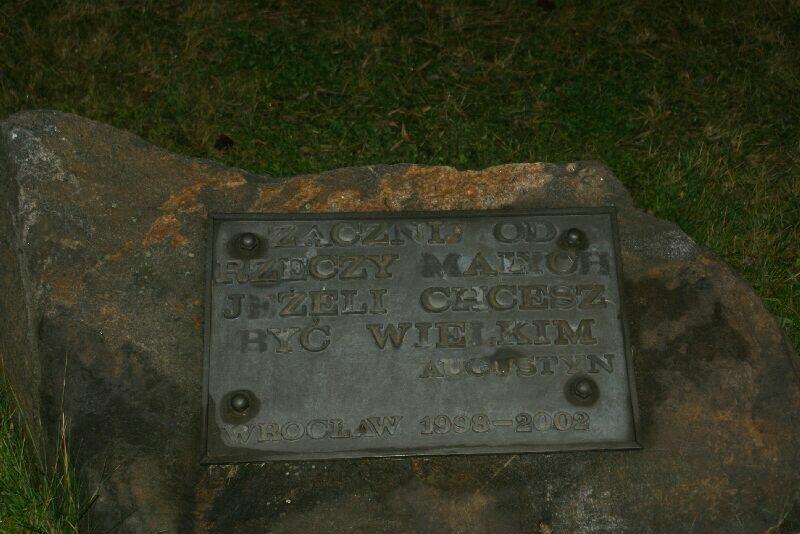 ZACZNIJ OD
RZECZY MAŁYCH
JEŻELI CHCESZ
BYĆ WIELKIM
AUGUSTYN
WROCŁAW 1998-2002